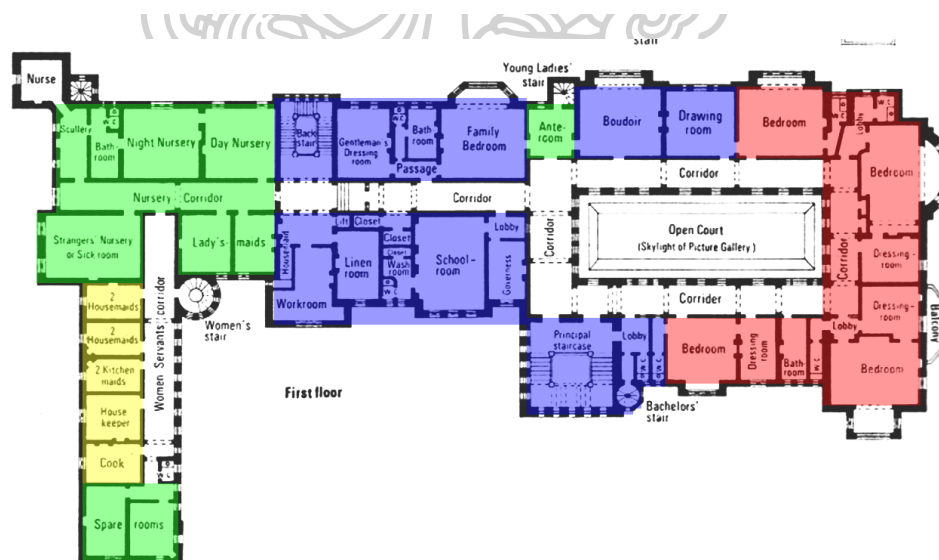 stair
Nurse
Young Ladies'
stair
Scullery
W C
Bath-
room
Night Nursery
Day Nursery
Back
stair
Gentleman's
Dressing
room
W C
Bath
room
Passage
Family
Bedroom
Ante-
room
Boudoir
Drawing
room
Bedroom
W C
Lobby
W C
Bedroom
Nursery Corridor
Corridor
Corridor
Strangers' Nursery
or Sick room
Lady's
maids
Housemaid
Lift
Closet
Linen
room
Closet
Closet
Wash
room
W C
School-
room
Lobby
Governess
Corridor
Open Court
(Skylight of Picture Gallery)
Corridor
Dressing-
room
Workroom
2
Housemaids
2
Housemaids
2 Kitchen
maids
House
keeper
Cook
Women Servants' corridor
Women's
stair
First floor
Corrider
Principal
staircase
Lobby
W C
W C
Bachelors'
stair
Bedroom
Dressing
room
Bath-
room
W C
Lobby
Dressing-
room
Bedroom
Balcony
Spare
rooms